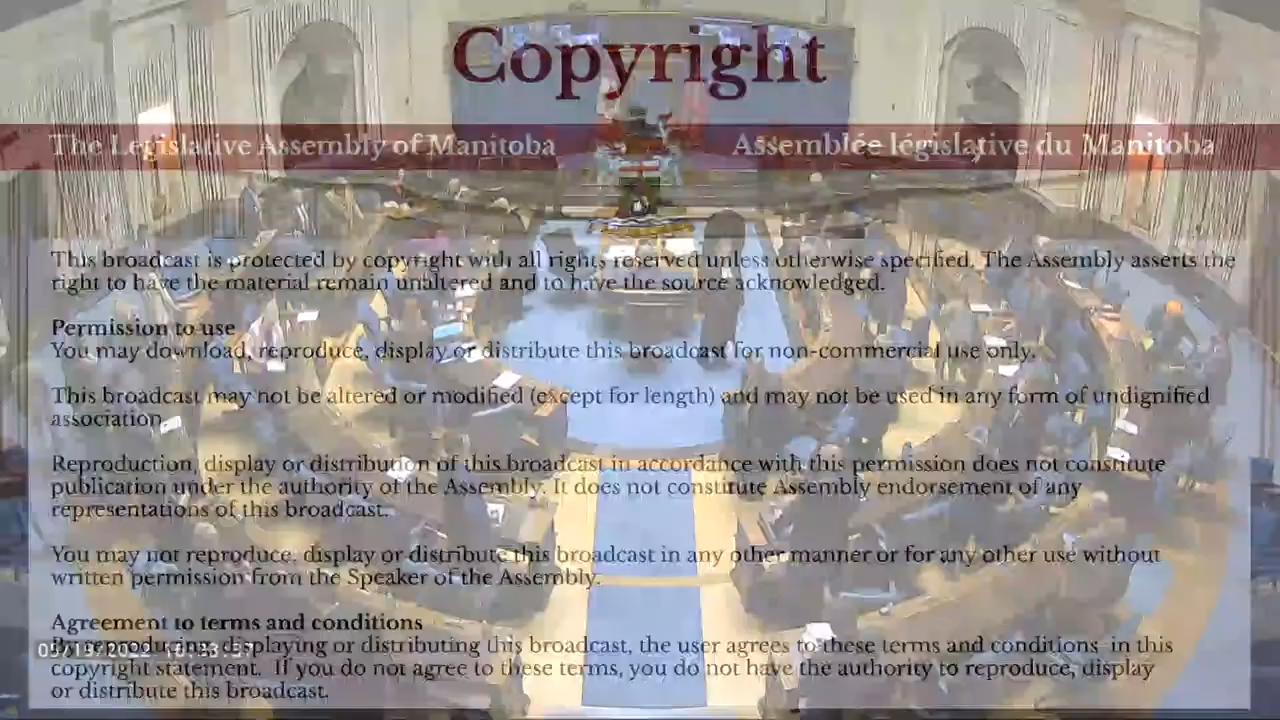 Copyright
The Legislative Assembly of Manitoba Assemblée législative du Manitoba
This broadcast is protected by copyright with all rights reserved unless otherwise specified. The Assembly asserts the
right to have the material remain unaltered and to have the source acknowledged.
Permission to use
You may download, reproduce, display or distribute this broadcast for non-commercial use only.
This broadcast may not be altered or modified (except for length) and may not be used in any form of undignified
association.
Reproduction, display or distribution of this broadcast in accordance with this permission does not constitute
publication under the authority of the Assembly. It does not constitute Assembly endorsement of any
representations of this broadcast.
You may not reproduce, display or distribute this broadcast in any other manner or for any other use without
written permission from the Speaker of the Assembly.
Agreement to terms and conditions
By reproducing, displaying or distributing this broadcast, the user agrees to these terms and conditions in this
copyright statement. If you do not agree to these terms, you do not have the authority to reproduce, display
or distribute this broadcast.